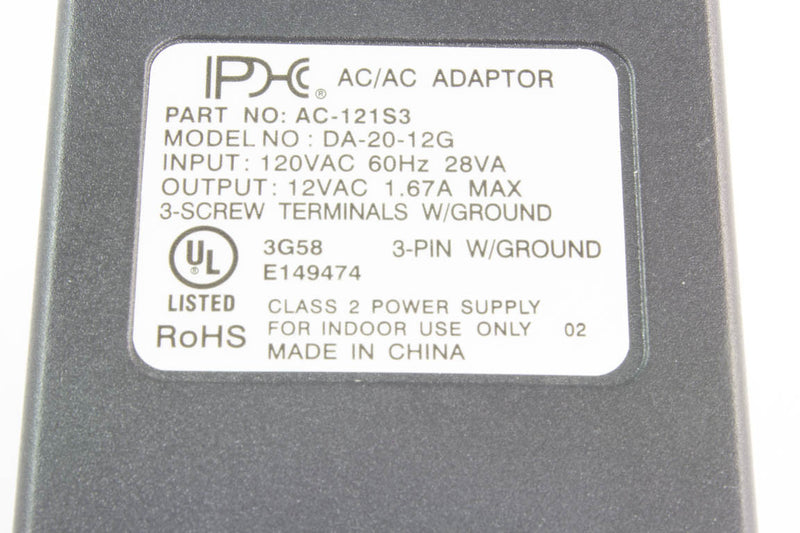 IPDHC® AC/AC ADAPTOR
PART NO: AC-121S3
MODEL NO : DA-20-12G
INPUT: 120VAC 60Hz 28VA
OUTPUT: 12VAC 1.67A MAX
3-SCREW TERMINALS W/GROUND
UL® 3G58 3-PIN W/GROUND
E149474
LISTED CLASS 2 POWER SUPPLY
RoHS FOR INDOOR USE ONLY 02
MADE IN CHINA